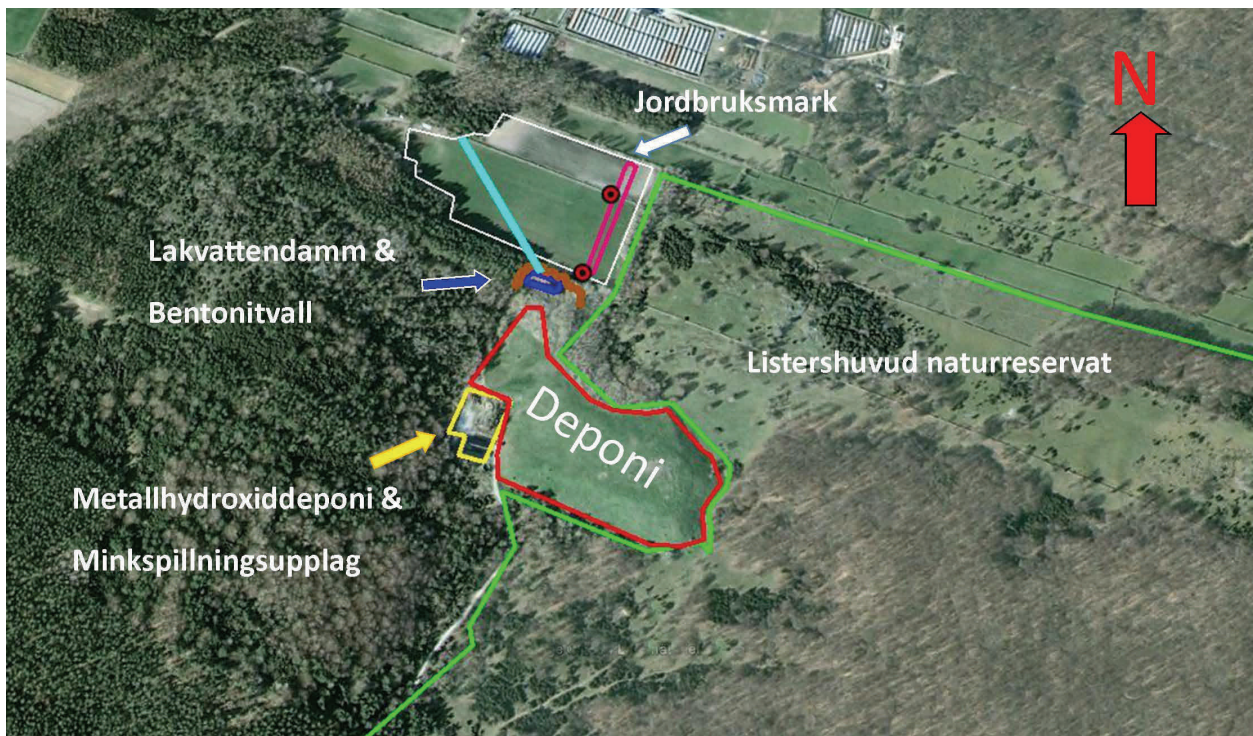 N
Jordbruksmark
Lakvattendamm &
Bentonitvall
Listershuvud naturreservat
Deponi
Metallhydroxiddeponi &
Minkspillningsupplag